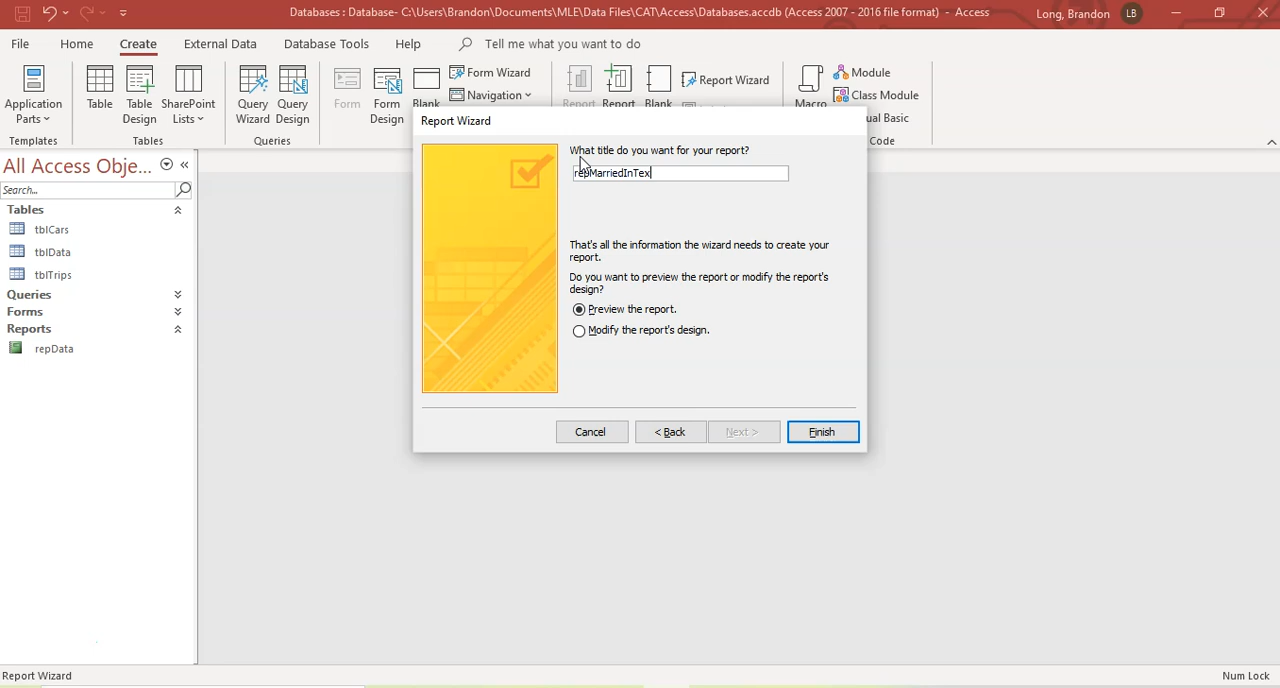 Databases : Database- C:\Users\Brandon\Documents\MLE\Data Files\CAT\Access\Databases.accdb (Access 2007 - 2016 file format) - Access
Long, Brandon LB
File Home Create External Data Database Tools Help Tell me what you want to do
Application Parts
Templates
Table
Table Design
SharePoint Lists
Tables
Query Wizard
Query Design
Queries
Form
Form Design
Blank
Form Wizard
Navigation
Report
Report
Blank
Report Wizard
Macro
Module
Class Module
ual Basic
Code
All Access Obje...
Search...
Tables
tblCars
tblData
tblTrips
Queries
Forms
Reports
repData
Report Wizard
What title do you want for your report?
repMarriedInTex
That's all the information the wizard needs to create your
report.
Do you want to preview the report or modify the report's
design?
Preview the report.
Modify the report's design.
Cancel < Back Next > Finish
Report Wizard
Num Lock